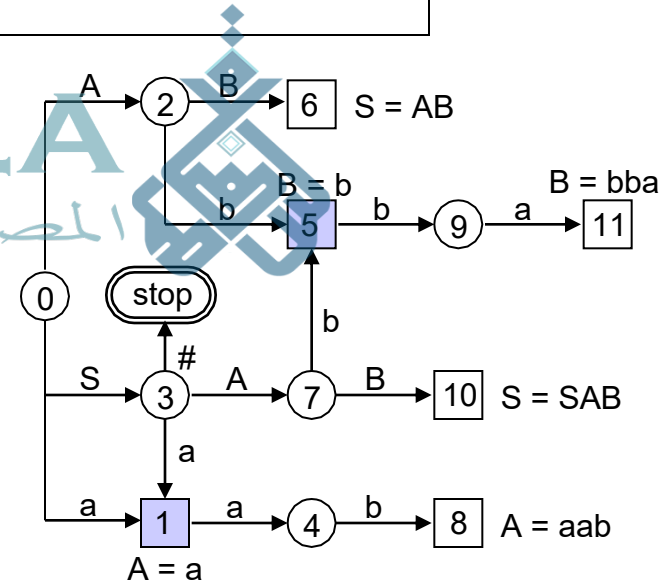 A
B
2
6
S = AB
B = b
B = bba
b
5
b
9
a
11
0
stop
b
#
S
3
A
7
B
10
S = SAB
a
a
1
a
4
b
8
A = aab
A = a